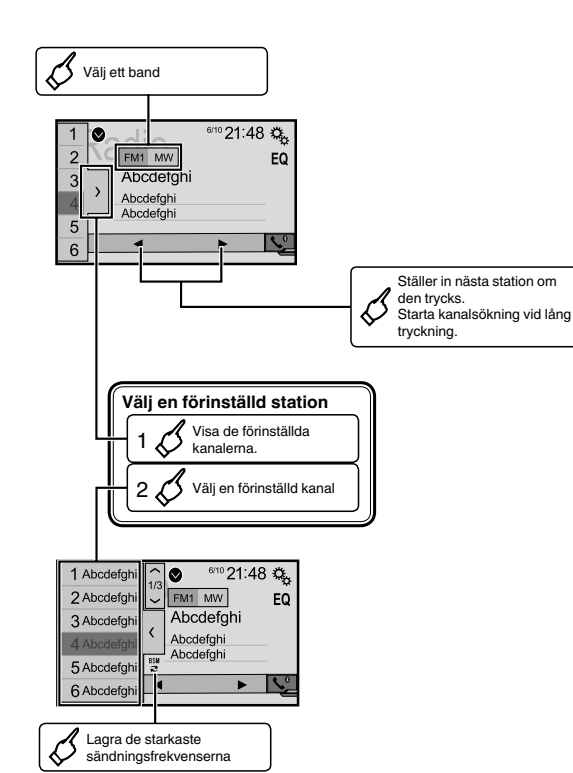 Välj ett band
1
2
3
4
5
6
Radio
6/10 21:48
FM1 MW
EQ
Abcdefghi
Abcdefghi
Abcdefghi
Ställer in nästa station om
den trycks.
Starta kanalsökning vid lång
tryckning.
Välj en förinställd station
1 Visa de förinställda
kanalerna.
2 Välj en förinställd kanal
1 Abcdefghi
2 Abcdefghi
3 Abcdefghi
4 Abcdefghi
5 Abcdefghi
6 Abcdefghi
1/3
BSM
6/10 21:48
FM1 MW
EQ
Abcdefghi
Abcdefghi
Abcdefghi
Lagra de starkaste
sändningsfrekvenserna